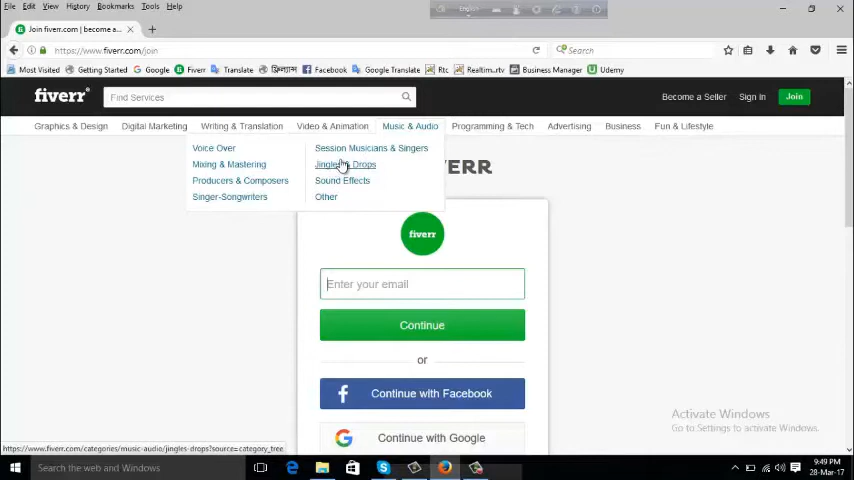 File Edit View History Bookmarks Tools Help
English
Join fiverr.com | become a...
https://www.fiverr.com/join
Search
Most Visited Getting Started Google Fiverr Translate ফ্রিল্যান্স Facebook Google Translate Rtc Realtim..rtv Business Manager Udemy
fiverr® Find Services Become a Seller Sign In Join
Graphics & Design Digital Marketing Writing & Translation Video & Animation Music & Audio Programming & Tech Advertising Business Fun & Lifestyle
Voice Over Session Musicians & Singers
Mixing & Mastering Jingles & Drops
Producers & Composers Sound Effects
Singer-Songwriters Other
ERR
fiverr
Enter your email
Continue
or
Continue with Facebook
Continue with Google
Activate Windows
Go to Settings to activate Windows.
https://www.fiverr.com/categories/music-audio/jingles-drops?source=category_tree
Search the web and Windows
9:49 PM
28-Mar-17